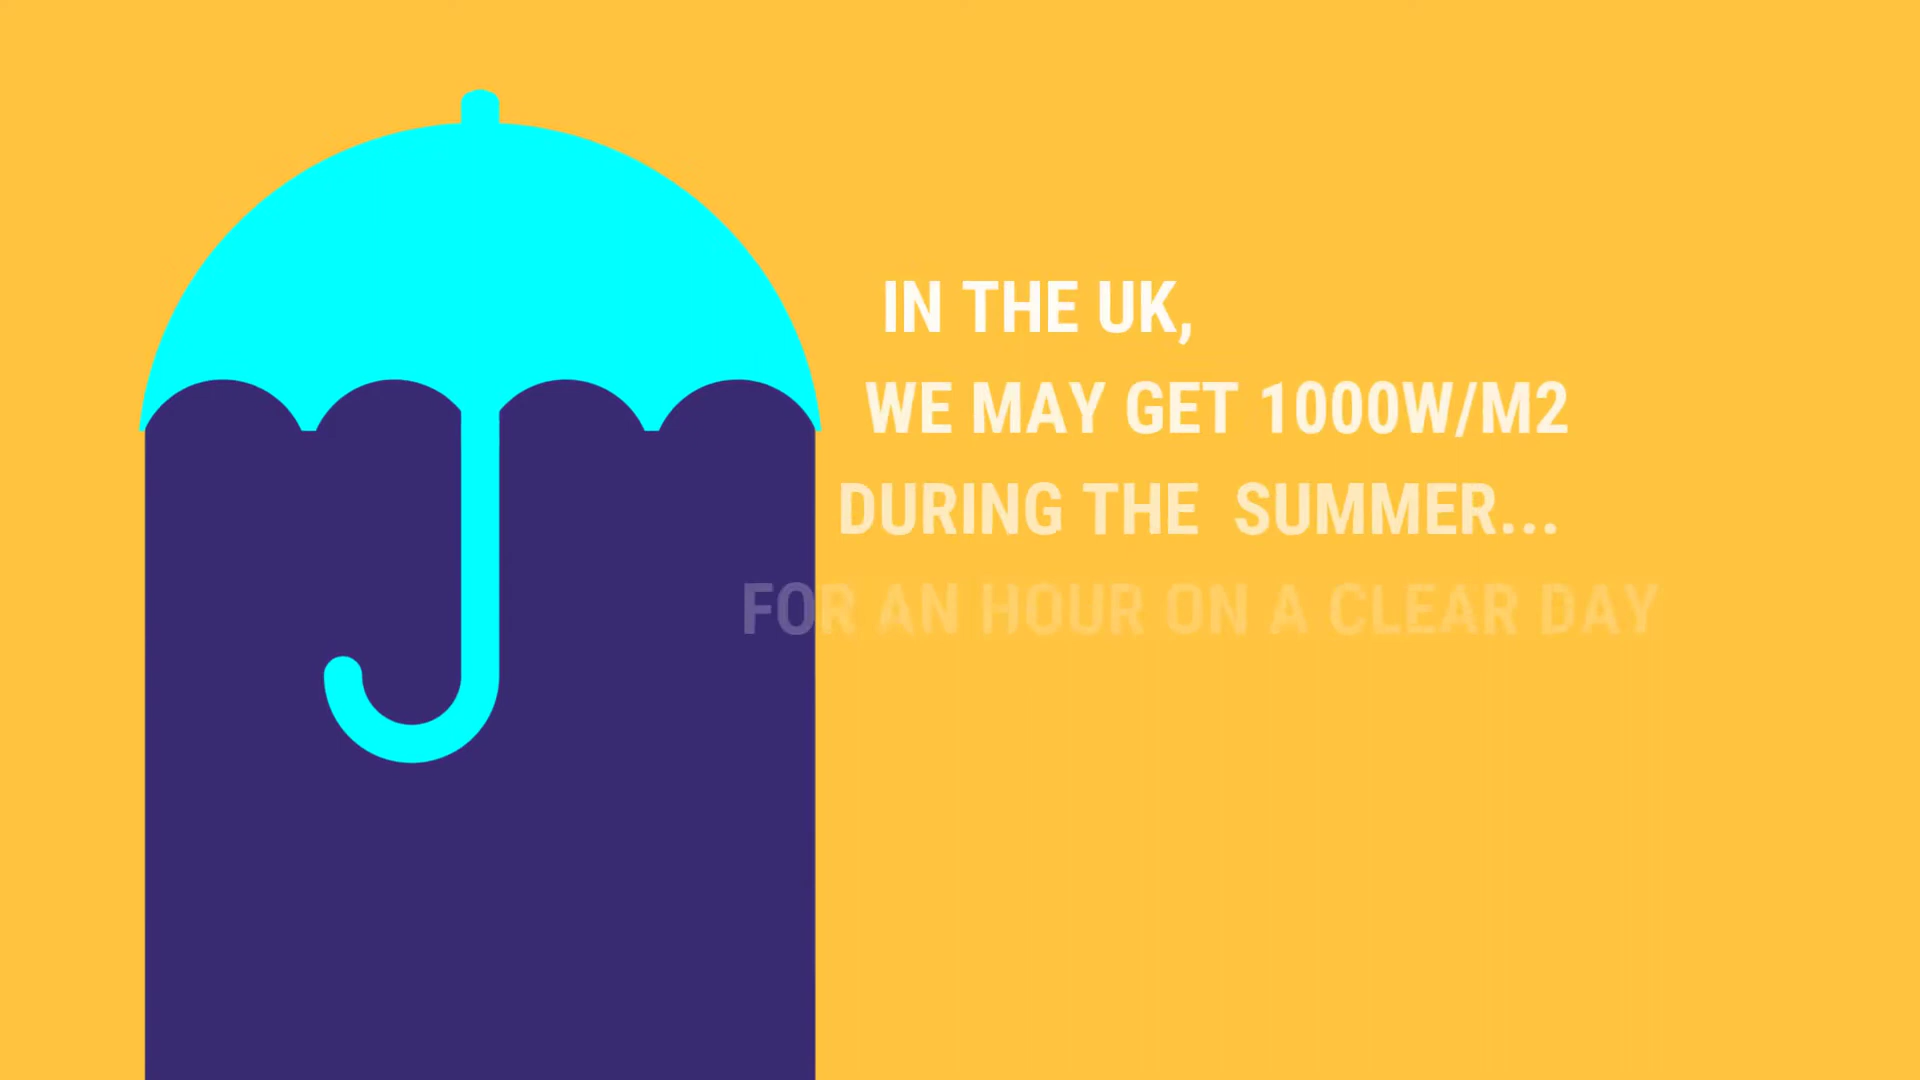 IN THE UK,
WE MAY GET 1000W/M2
DURING THE SUMMER...
FOR AN HOUR ON A CLEAR DAY